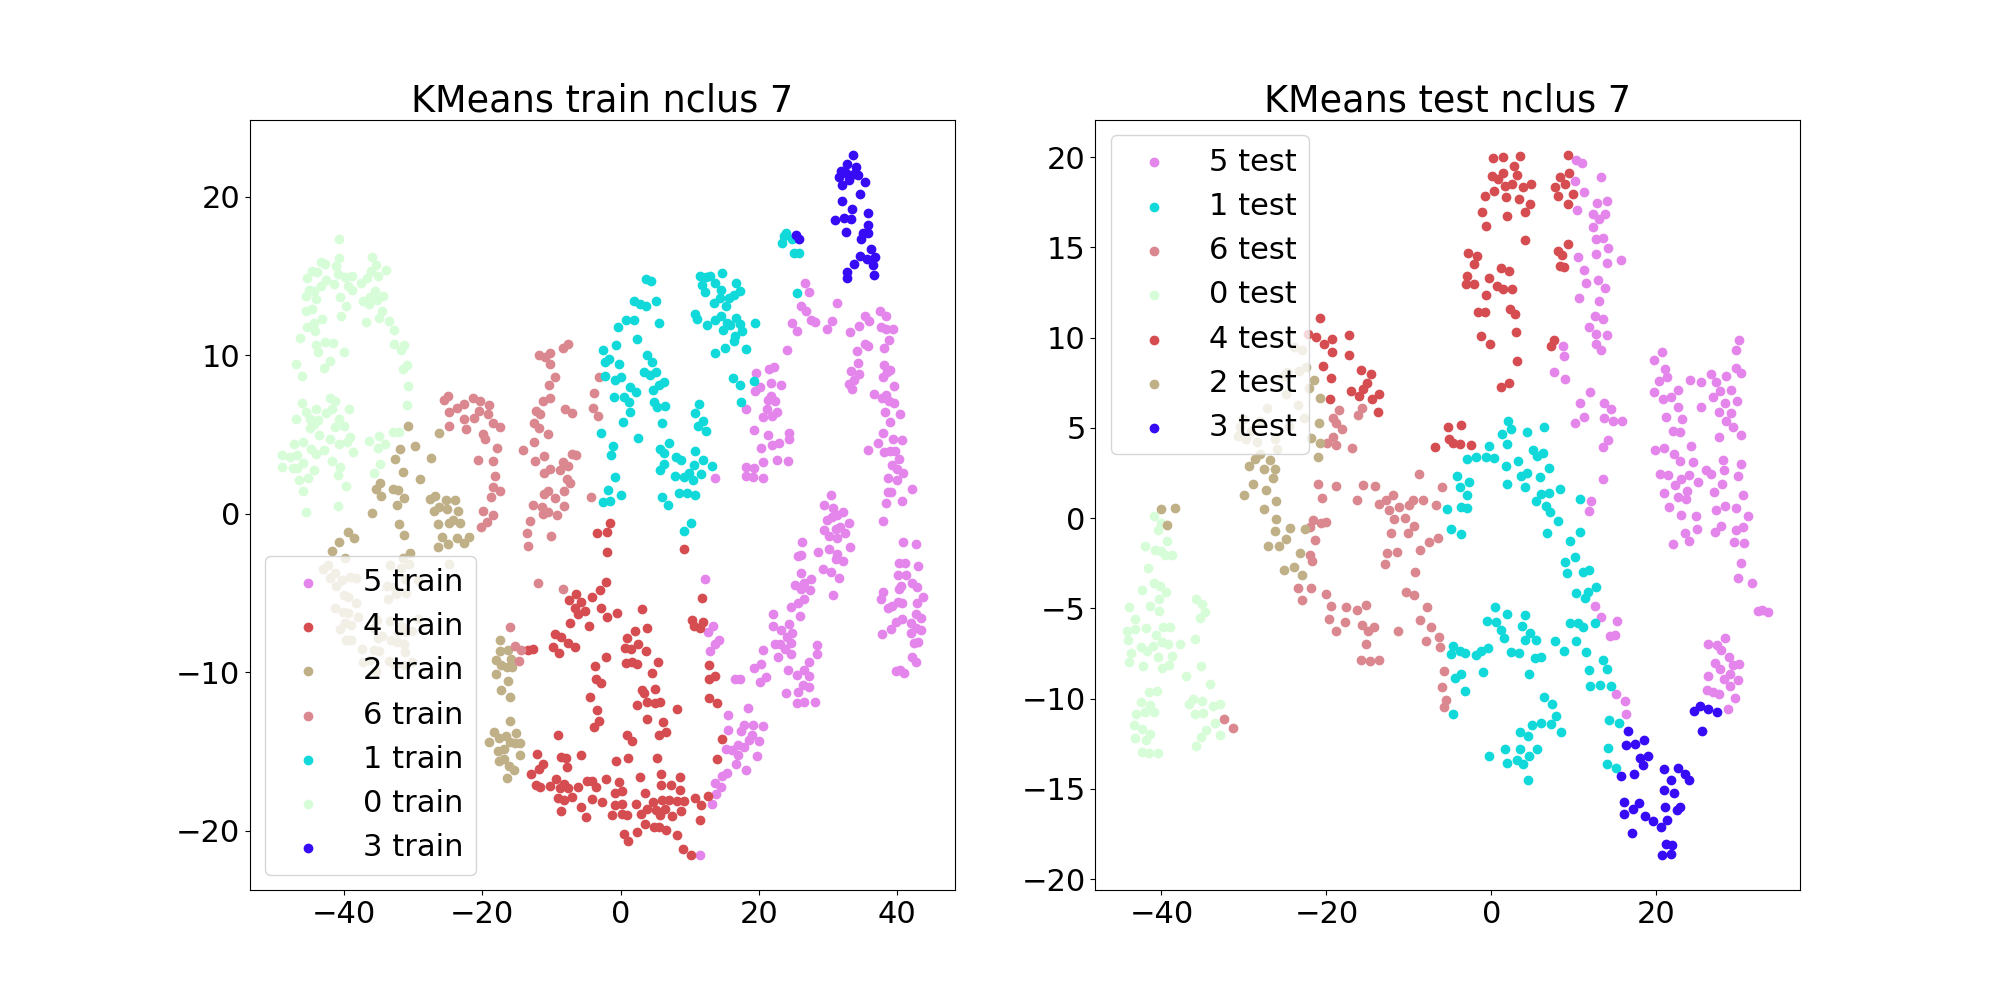 KMeans train nclus 7
20
10
0
−10
−20
−40
−20
0
20
40
5 train
4 train
2 train
6 train
1 train
0 train
3 train
KMeans test nclus 7
20
15
10
5
0
−5
−10
−15
−20
−40
−20
0
20
5 test
1 test
6 test
0 test
4 test
2 test
3 test